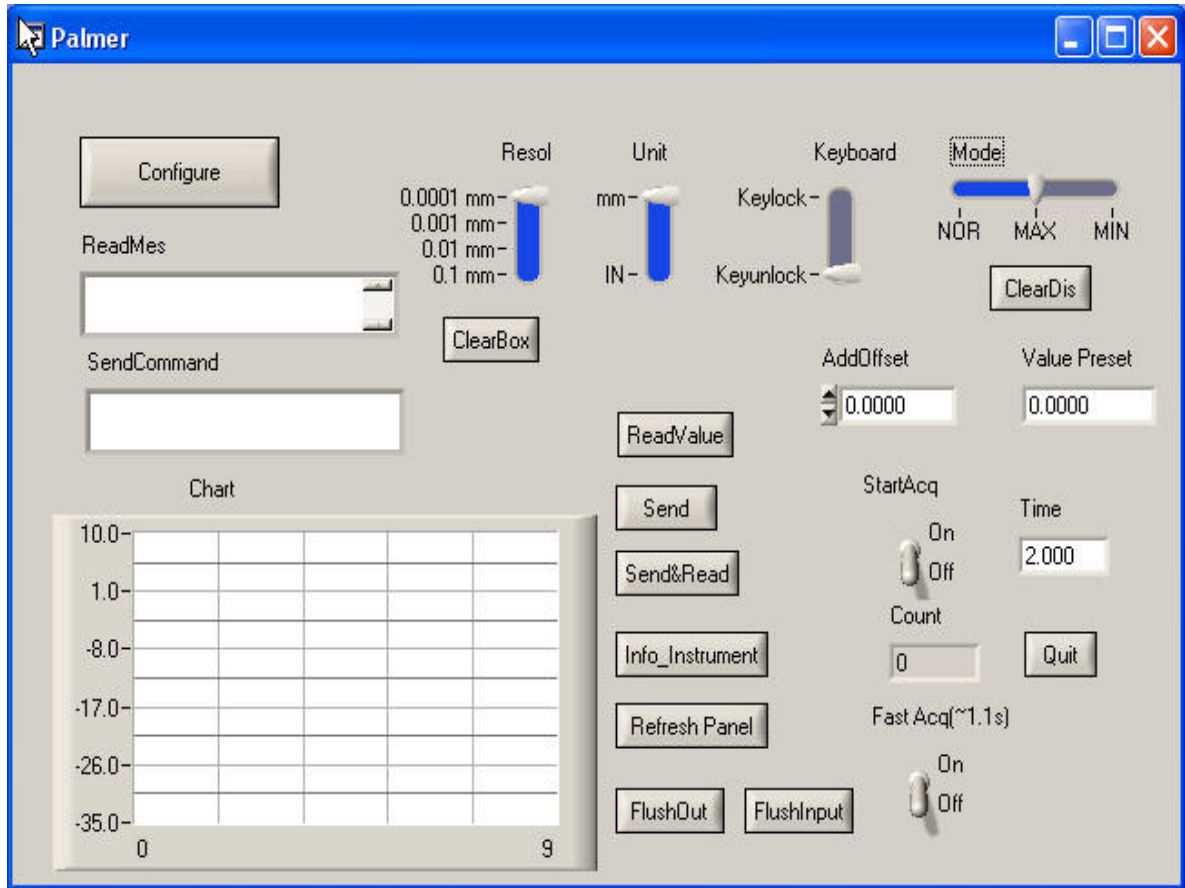 Palmer
Configure
Resol
0.0001 mm
0.001 mm
0.01 mm
0.1 mm
Unit
mm
IN
Keyboard
Keylock
Keyunlock
Mode
NOR MAX MIN
ReadMes
ClearBox
ClearDis
SendCommand
AddOffset
0.0000
Value Preset
0.0000
ReadValue
Send
Send&Read
Info_Instrument
Refresh Panel
FlushOut
FlushInput
StartAcq
On
Off
Time
2.000
Count
0
Quit
Fast Acq(~1.1s)
On
Off
Chart
10.0
1.0
-8.0
-17.0
-26.0
-35.0
0 9